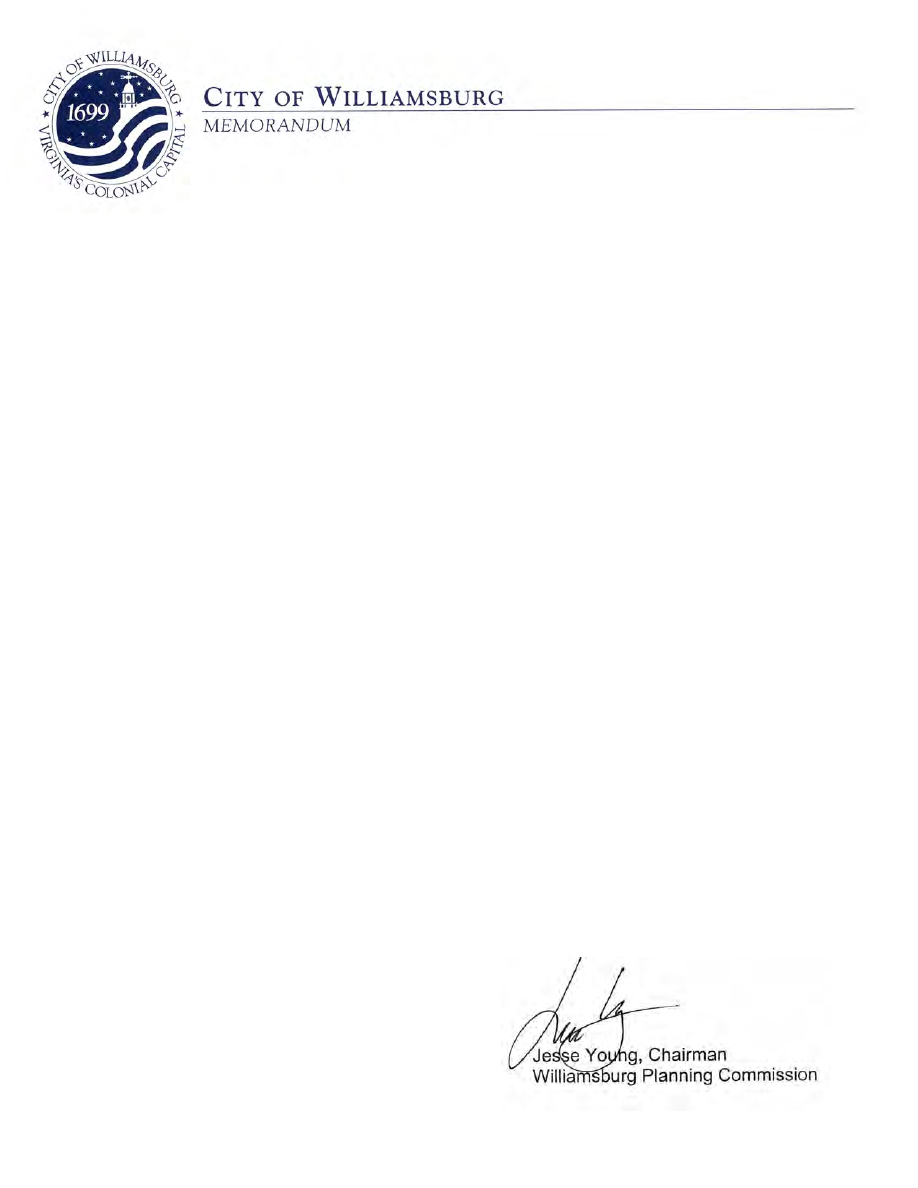 CITY OF WILLIAMSBURG
1699
VIRGINIA'S COLONIAL CAPITAL
CITY OF WILLIAMSBURG
MEMORANDUM
Jesse Young, Chairman
Williamsburg Planning Commission